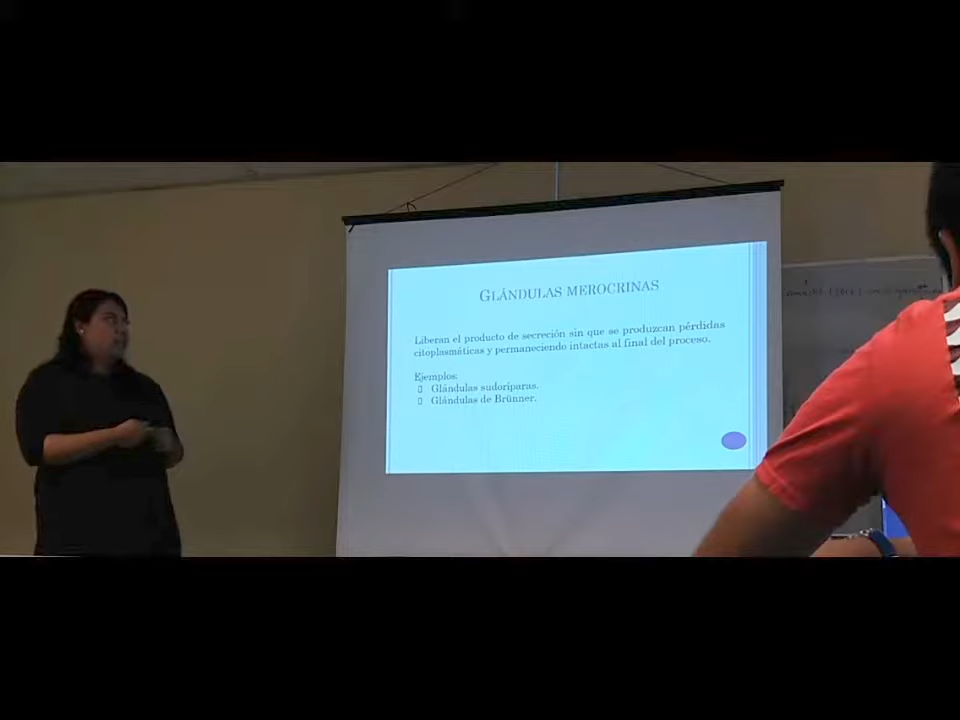 GLÁNDULAS MEROCRINAS
Liberan el producto de secreción sin que se produzcan pérdidas
citoplasmáticas y permaneciendo intactas al final del proceso.
Ejemplos:
Glándulas sudoríparas.
Glándulas de Brünner.